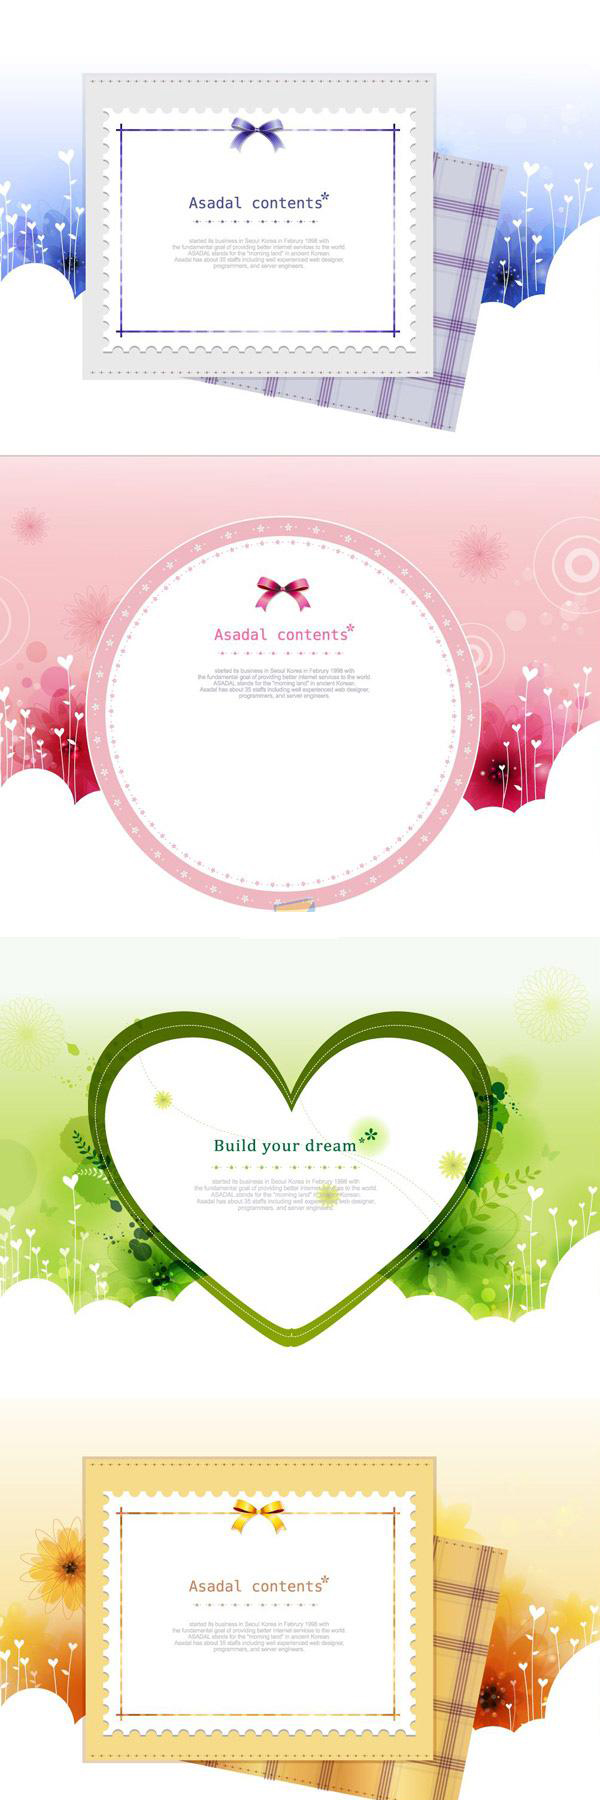 Asadal contents*
started its business in Seoul Korea in Februry 1998 with
the fundamental goal of providing better internet services to the world.
ASADAL stands for the "morning land" in ancient Korean.
Asadal has about 35 staffs including well experienced web designer,
programmers, and server engineers.
Asadal contents*
started its business in Seoul Korea in Februry 1998 with
the fundamental goal of providing better internet services to the world.
ASADAL stands for the "morning land" in ancient Korean.
Asadal has about 35 staffs including well experienced web designer,
programmers, and server engineers.
Build your dream**
started its business in Seoul Korea in Februry 1998 with
the fundamental goal of providing better internet services to the world.
ASADAL stands for the "morning land" in ancient Korean.
Asadal has about 35 staffs including well experienced web designer,
programmers, and server engineers.
Asadal contents*
started its business in Seoul Korea in Februry 1998 with
the fundamental goal of providing better internet services to the world.
ASADAL stands for the "morning land" in ancient Korean.
Asadal has about 35 staffs including well experienced web designer,
programmers, and server engineers.